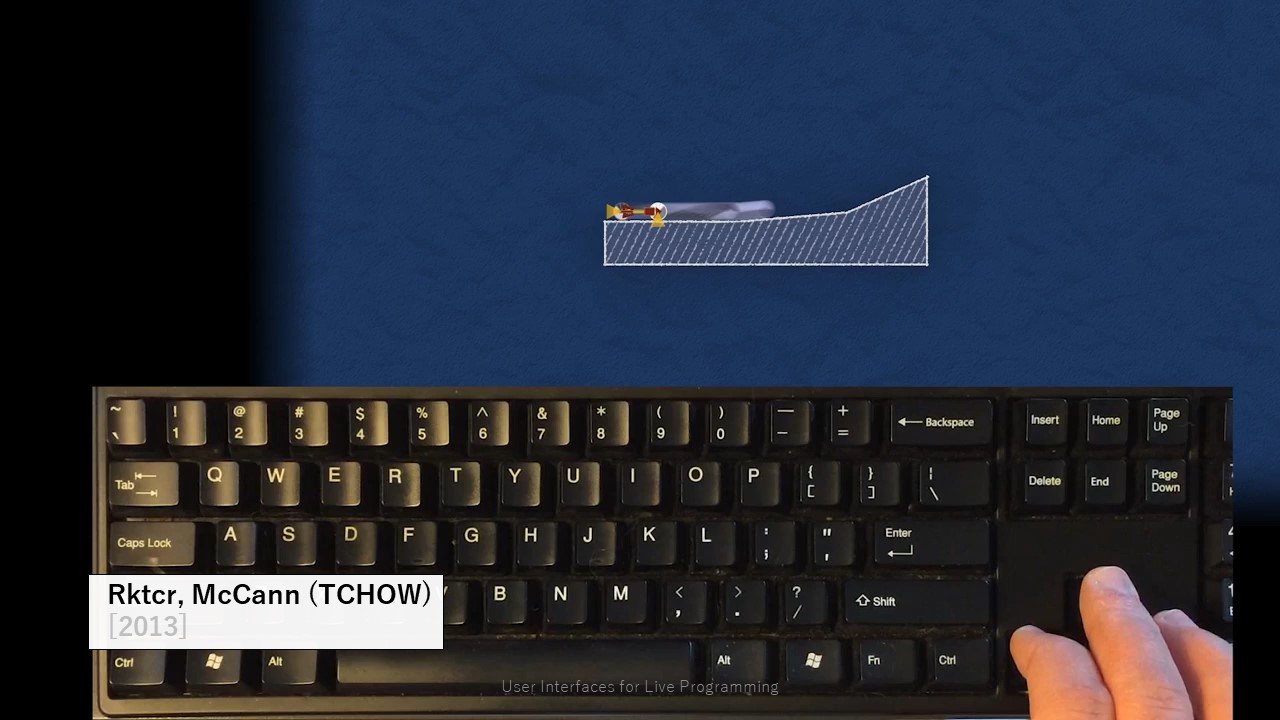 ~ ! @ # $ % ^ & * ( ) — +
` 1 2 3 4 5 6 7 8 9 0 – = Backspace Insert Home Page Up
Tab Q W E R T Y U I O P { [ } ] | \ Delete End Page Down
Caps Lock A S D F G H J K L : ; " ' Enter
B N M < , > . ? / Shift
Rktcr, McCann (TCHOW)
[2013]
Ctrl Alt Alt Fn Ctrl
User Interfaces for Live Programming